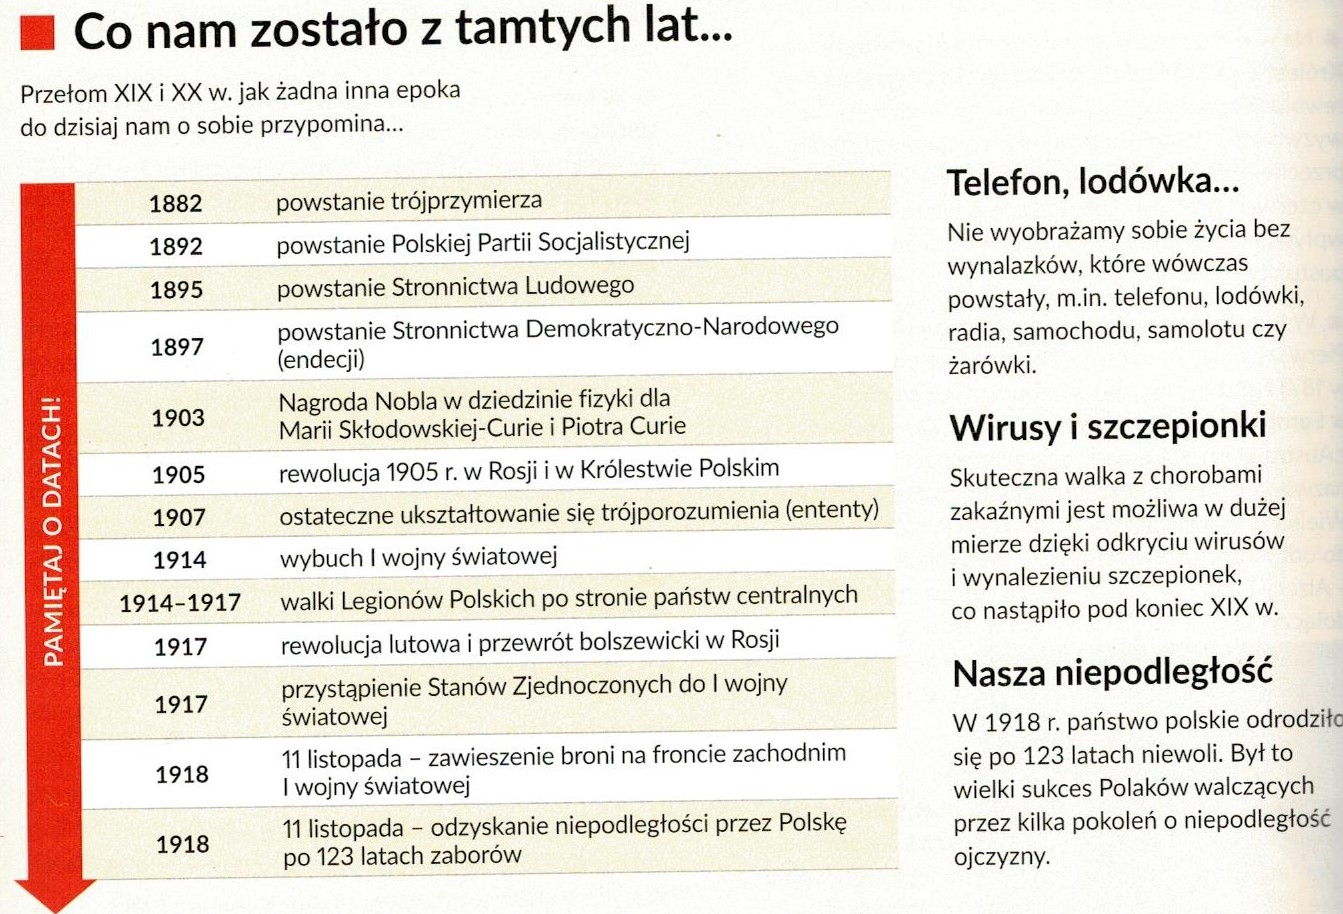 Co nam zostało z tamtych lat...
Przełom XIX i XX w. jak żadna inna epoka
do dzisiaj nam o sobie przypomina...
PAMIĘTAJ O DATACH!
1882 powstanie trójprzymierza
1892 powstanie Polskiej Partii Socjalistycznej
1895 powstanie Stronnictwa Ludowego
1897 powstanie Stronnictwa Demokratyczno-Narodowego
(endecji)
1903 Nagroda Nobla w dziedzinie fizyki dla
Marii Skłodowskiej-Curie i Piotra Curie
1905 rewolucja 1905 r. w Rosji i w Królestwie Polskim
1907 ostateczne ukształtowanie się trójporozumienia (ententy)
1914 wybuch I wojny światowej
1914–1917 walki Legionów Polskich po stronie państw centralnych
1917 rewolucja lutowa i przewrót bolszewicki w Rosji
1917 przystąpienie Stanów Zjednoczonych do I wojny
światowej
1918 11 listopada – zawieszenie broni na froncie zachodnim
I wojny światowej
1918 11 listopada – odzyskanie niepodległości przez Polskę
po 123 latach zaborów
Telefon, lodówka...
Nie wyobrażamy sobie życia bez
wynalazków, które wówczas
powstały, m.in. telefonu, lodówki,
radia, samochodu, samolotu czy
żarówki.
Wirusy i szczepionki
Skuteczna walka z chorobami
zakaźnymi jest możliwa w dużej
mierze dzięki odkryciu wirusów
i wynalezieniu szczepionek,
co nastąpiło pod koniec XIX w.
Nasza niepodległość
W 1918 r. państwo polskie odrodziło
się po 123 latach niewoli. Był to
wielki sukces Polaków walczących
przez kilka pokoleń o niepodległość
ojczyzny.